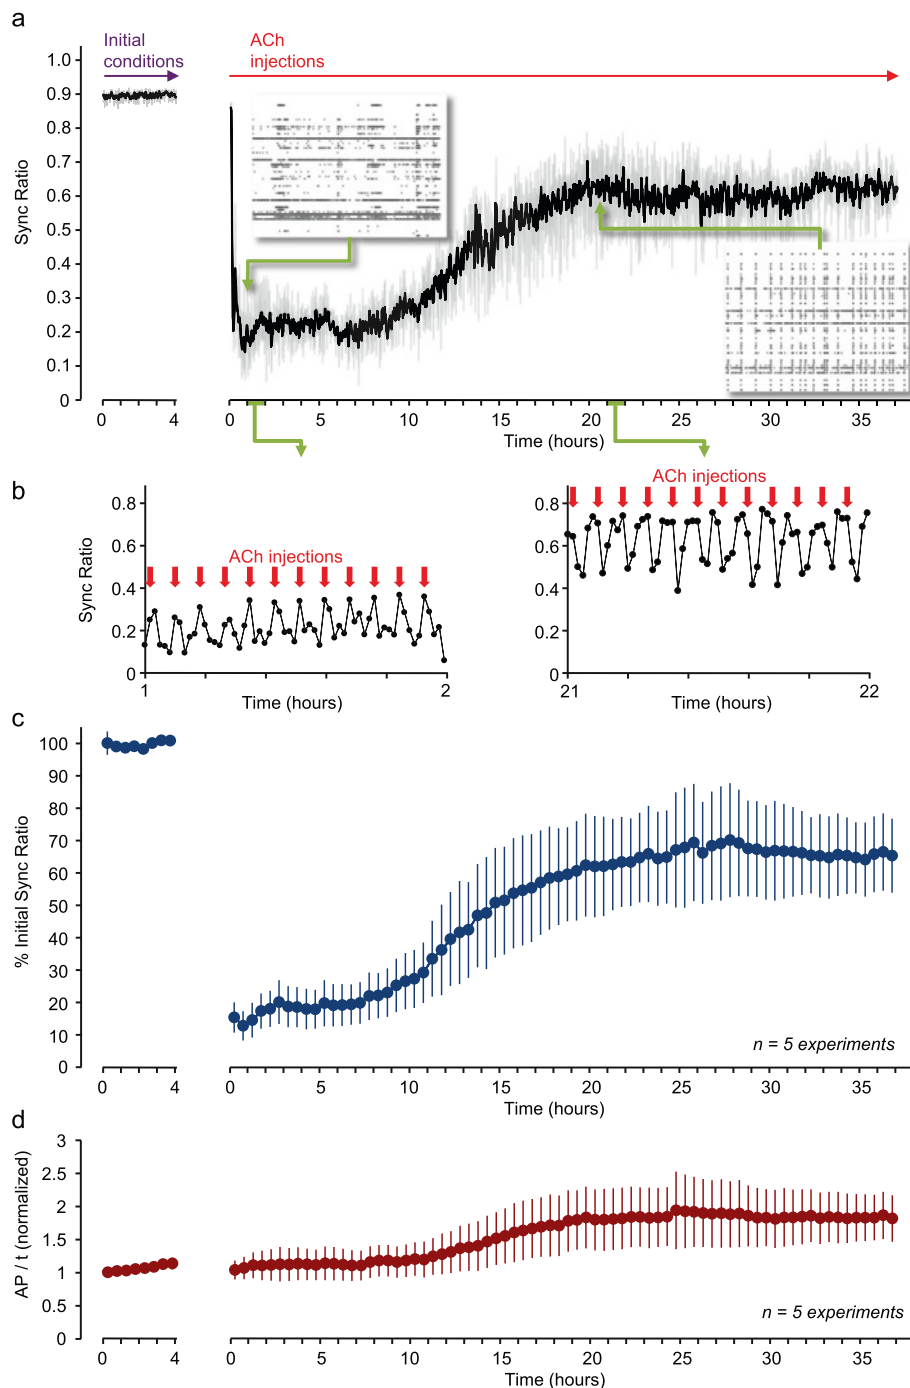 a
Initial
conditions
ACh
injections
1.0
0.9
0.8
0.7
0.6
0.5
0.4
0.3
0.2
0.1
0
Sync Ratio
0 4
0 5 10 15 20 25 30 35
Time (hours)
b
ACh injections
0.8
0.6
0.4
0.2
0
Sync Ratio
1 2
Time (hours)
ACh injections
0.8
0.6
0.4
0.2
0
21 22
Time (hours)
c
100
90
80
70
60
50
40
30
20
10
0
% Initial Sync Ratio
n = 5 experiments
0 4
0 5 10 15 20 25 30 35
Time (hours)
d
3
2.5
2
1.5
1
0.5
0
AP / t (normalized)
n = 5 experiments
0 4
0 5 10 15 20 25 30 35
Time (hours)